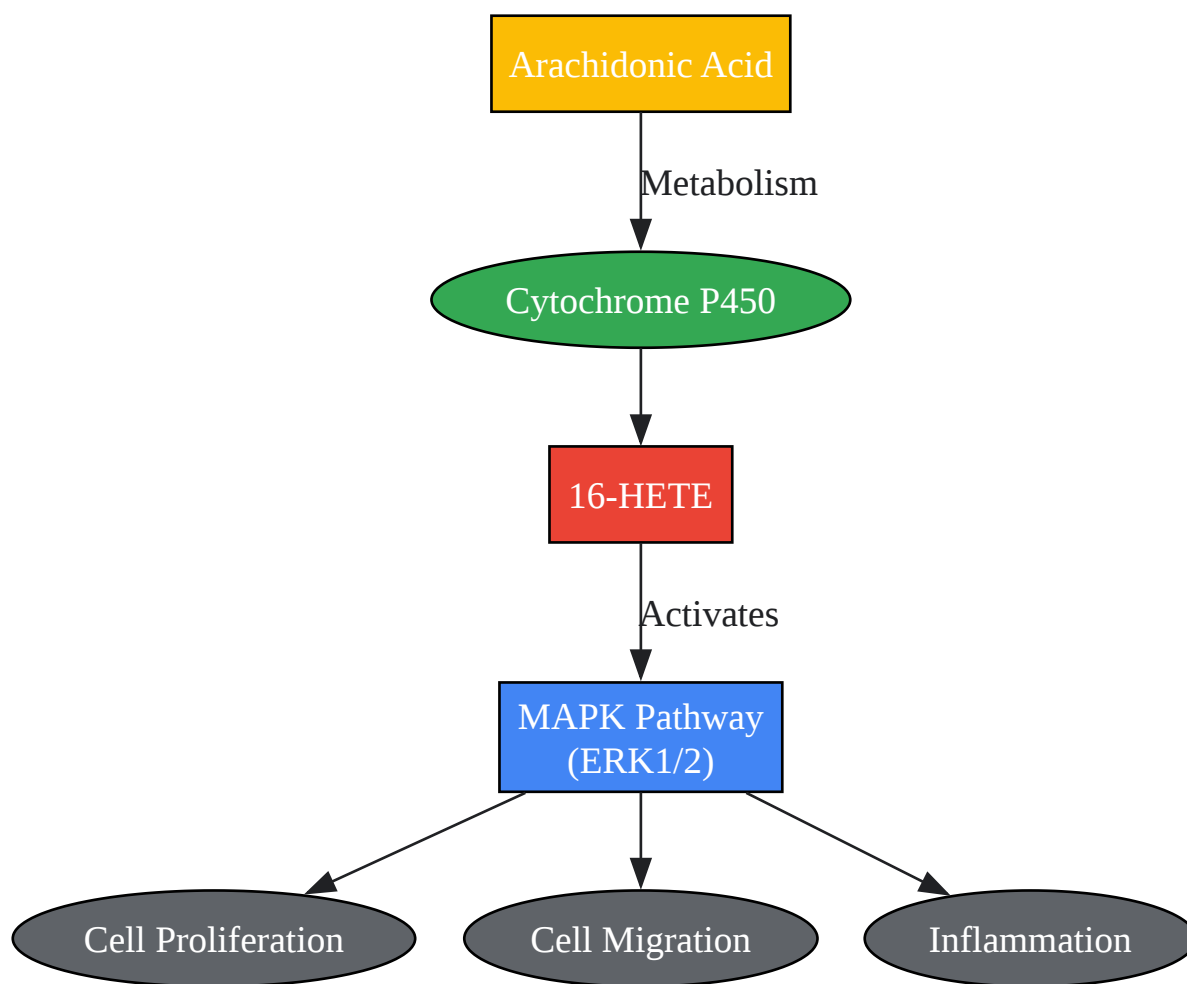 Arachidonic Acid
Metabolism
Cytochrome P450
16-HETE
Activates
MAPK Pathway
(ERK1/2)
Cell Proliferation
Cell Migration
Inflammation